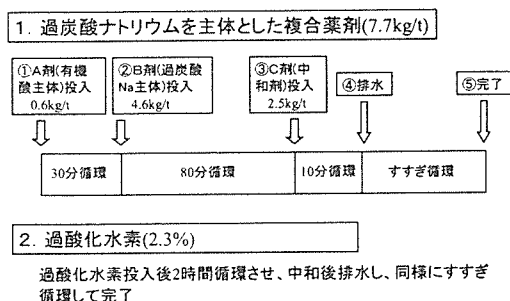 1. 過炭酸ナトリウムを主体とした複合薬剤(7.7kg/t)
①A剤(有機
酸主体)投入
0.6kg/t
②B剤(過炭酸
Na主体)投入
4.6kg/t
③C剤(中
和剤)投入
2.5kg/t
④排水
⑤完了
30分循環
80分循環
10分循環
すすぎ循環
2. 過酸化水素(2.3%)
過酸化水素投入後2時間循環させ、中和後排水し、同様にすすぎ
循環して完了